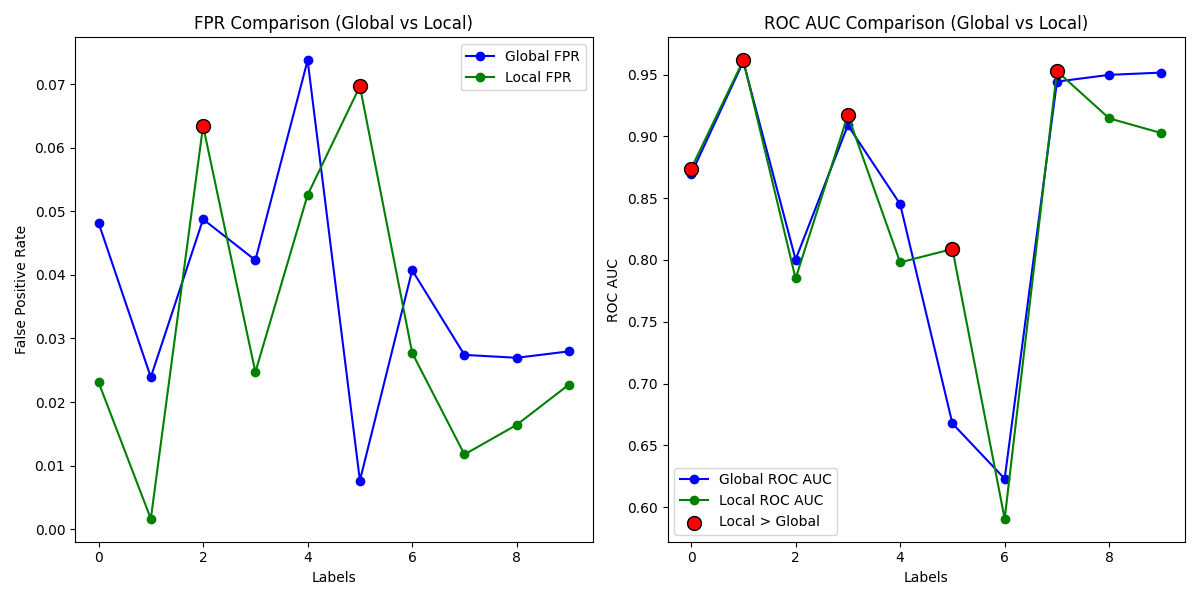 FPR Comparison (Global vs Local)
Global FPR
Local FPR
False Positive Rate
0.07
0.06
0.05
0.04
0.03
0.02
0.01
0.00
0 2 4 6 8
Labels
ROC AUC Comparison (Global vs Local)
ROC AUC
0.95
0.90
0.85
0.80
0.75
0.70
0.65
0.60
Global ROC AUC
Local ROC AUC
Local > Global
0 2 4 6 8
Labels